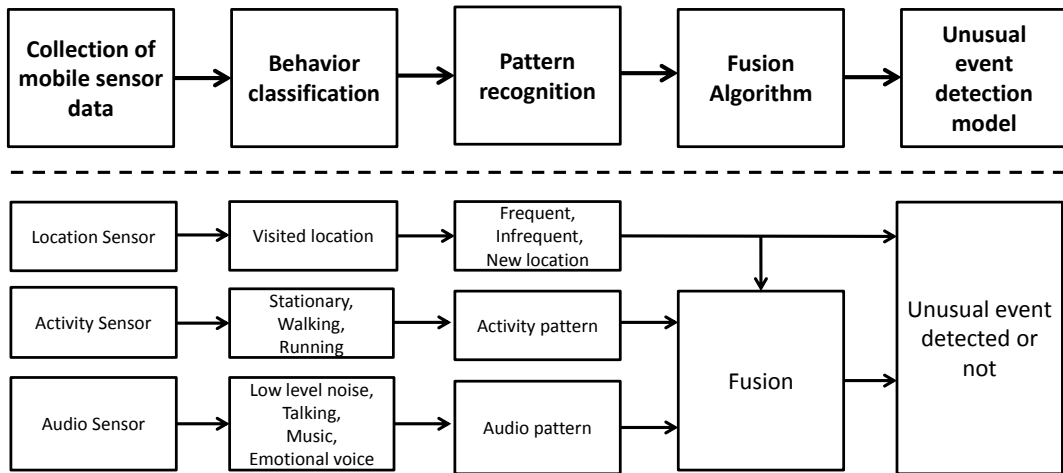 Collection of
mobile sensor
data
Behavior
classification
Pattern
recognition
Fusion
Algorithm
Unusual
event
detection
model
Location Sensor
Visited location
Frequent,
Infrequent,
New location
Activity Sensor
Stationary,
Walking,
Running
Activity pattern
Audio Sensor
Low level noise,
Talking,
Music,
Emotional voice
Audio pattern
Fusion
Unusual event
detected or
not